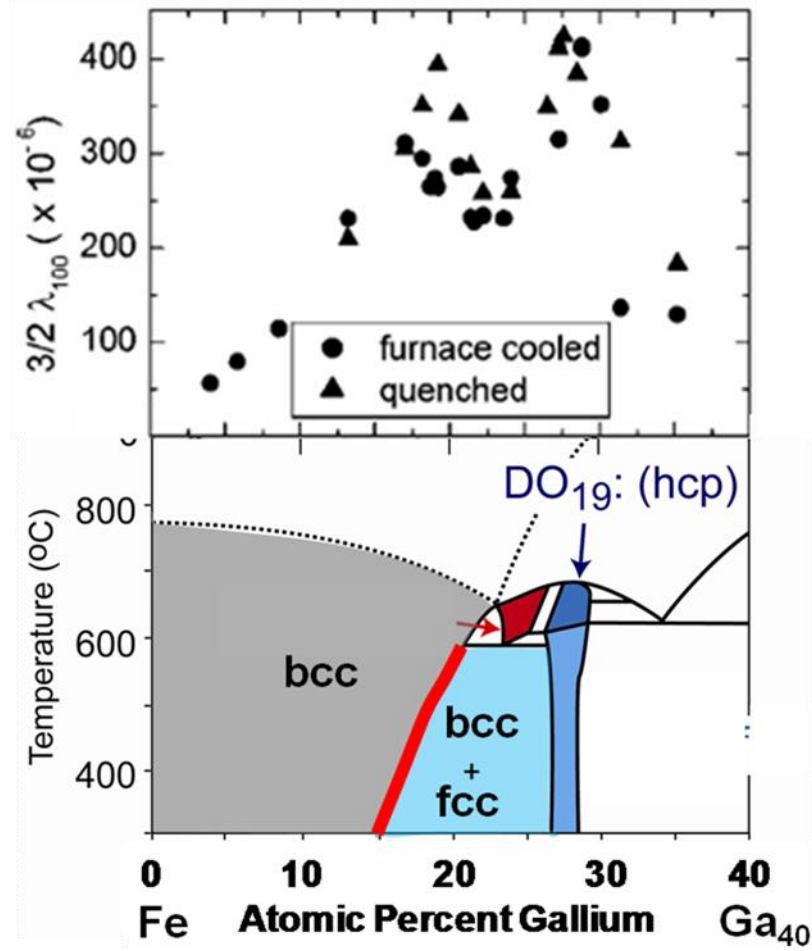 400
300
200
100
3/2 λ100 ( x 10-6)
furnace cooled
quenched
800
600
400
Temperature (oC)
DO19: (hcp)
bcc
bcc
+
fcc
0 10 20 30 40
Fe Atomic Percent Gallium Ga40